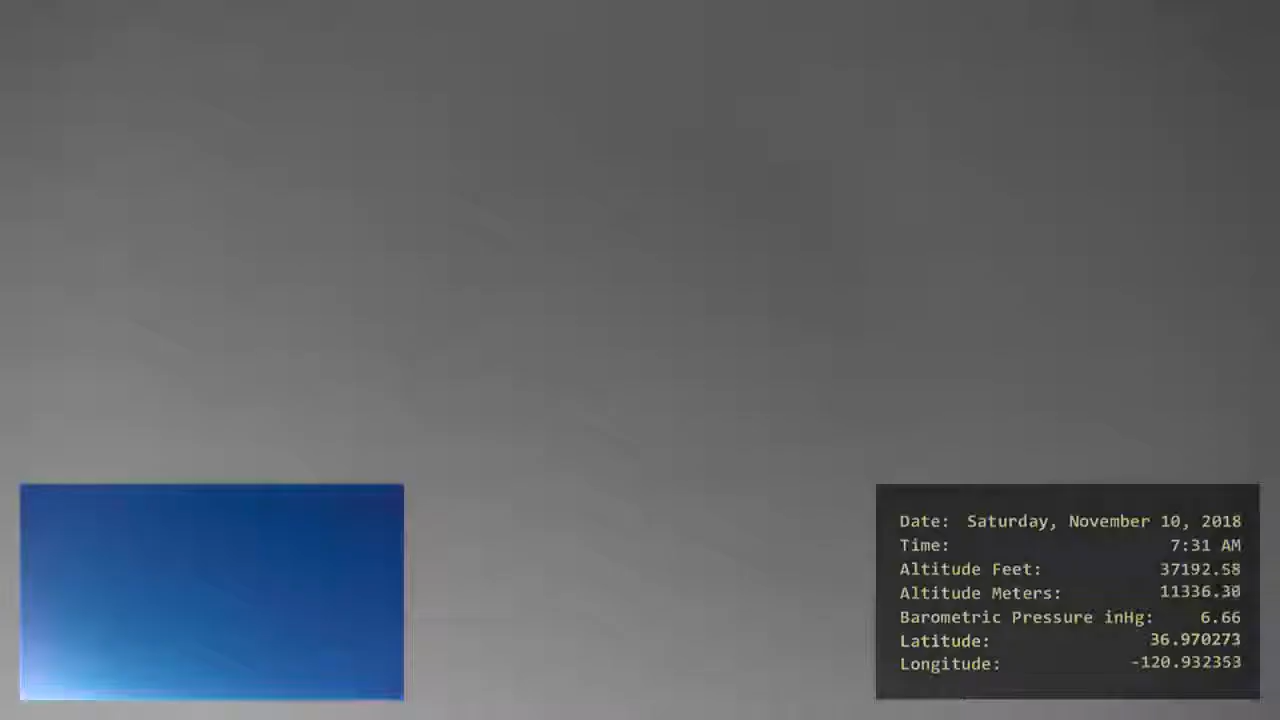 Date: Saturday, November 10, 2018
Time: 7:31 AM
Altitude Feet: 37192.58
Altitude Meters: 11336.30
Barometric Pressure inHg: 6.66
Latitude: 36.970273
Longitude: -120.932353